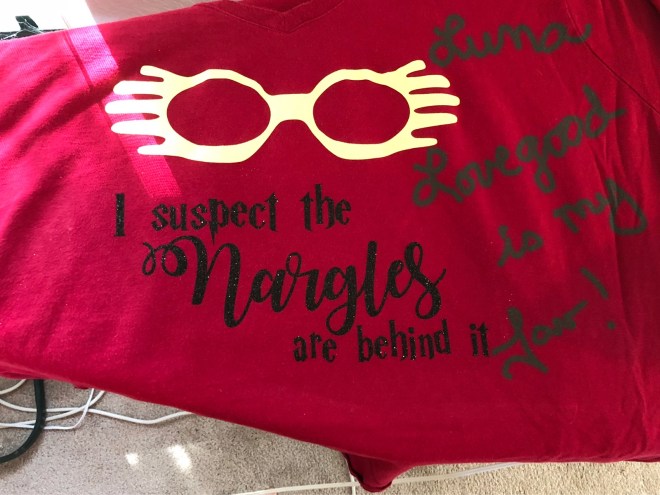 I suspect the
Nargles
are behind it
Luna
Lovegood
is my
fav!